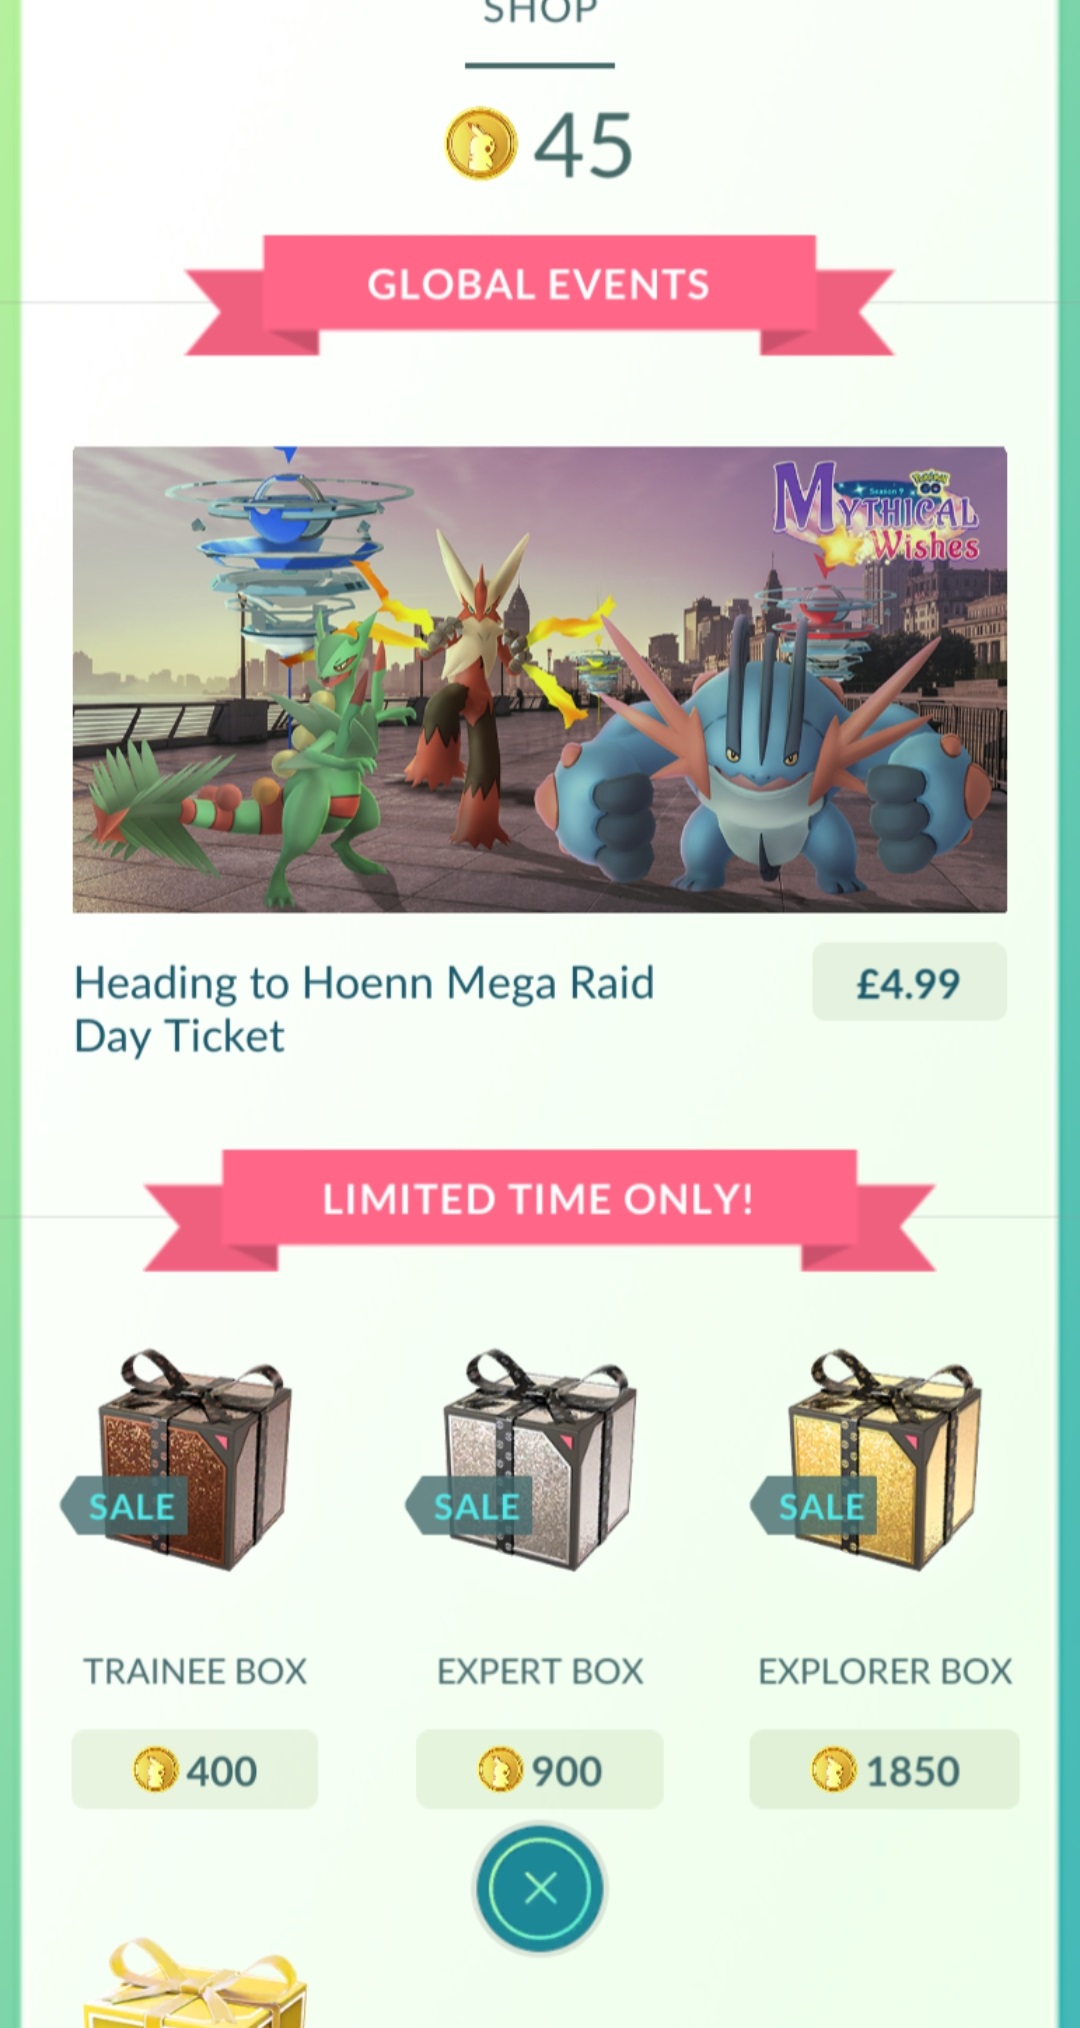 SHOP
45
GLOBAL EVENTS
Season 9
Pokémon
GO
MYTHICAL
Wishes
Heading to Hoenn Mega Raid
Day Ticket
£4.99
LIMITED TIME ONLY!
SALE
SALE
SALE
TRAINEE BOX
EXPERT BOX
EXPLORER BOX
400
900
1850